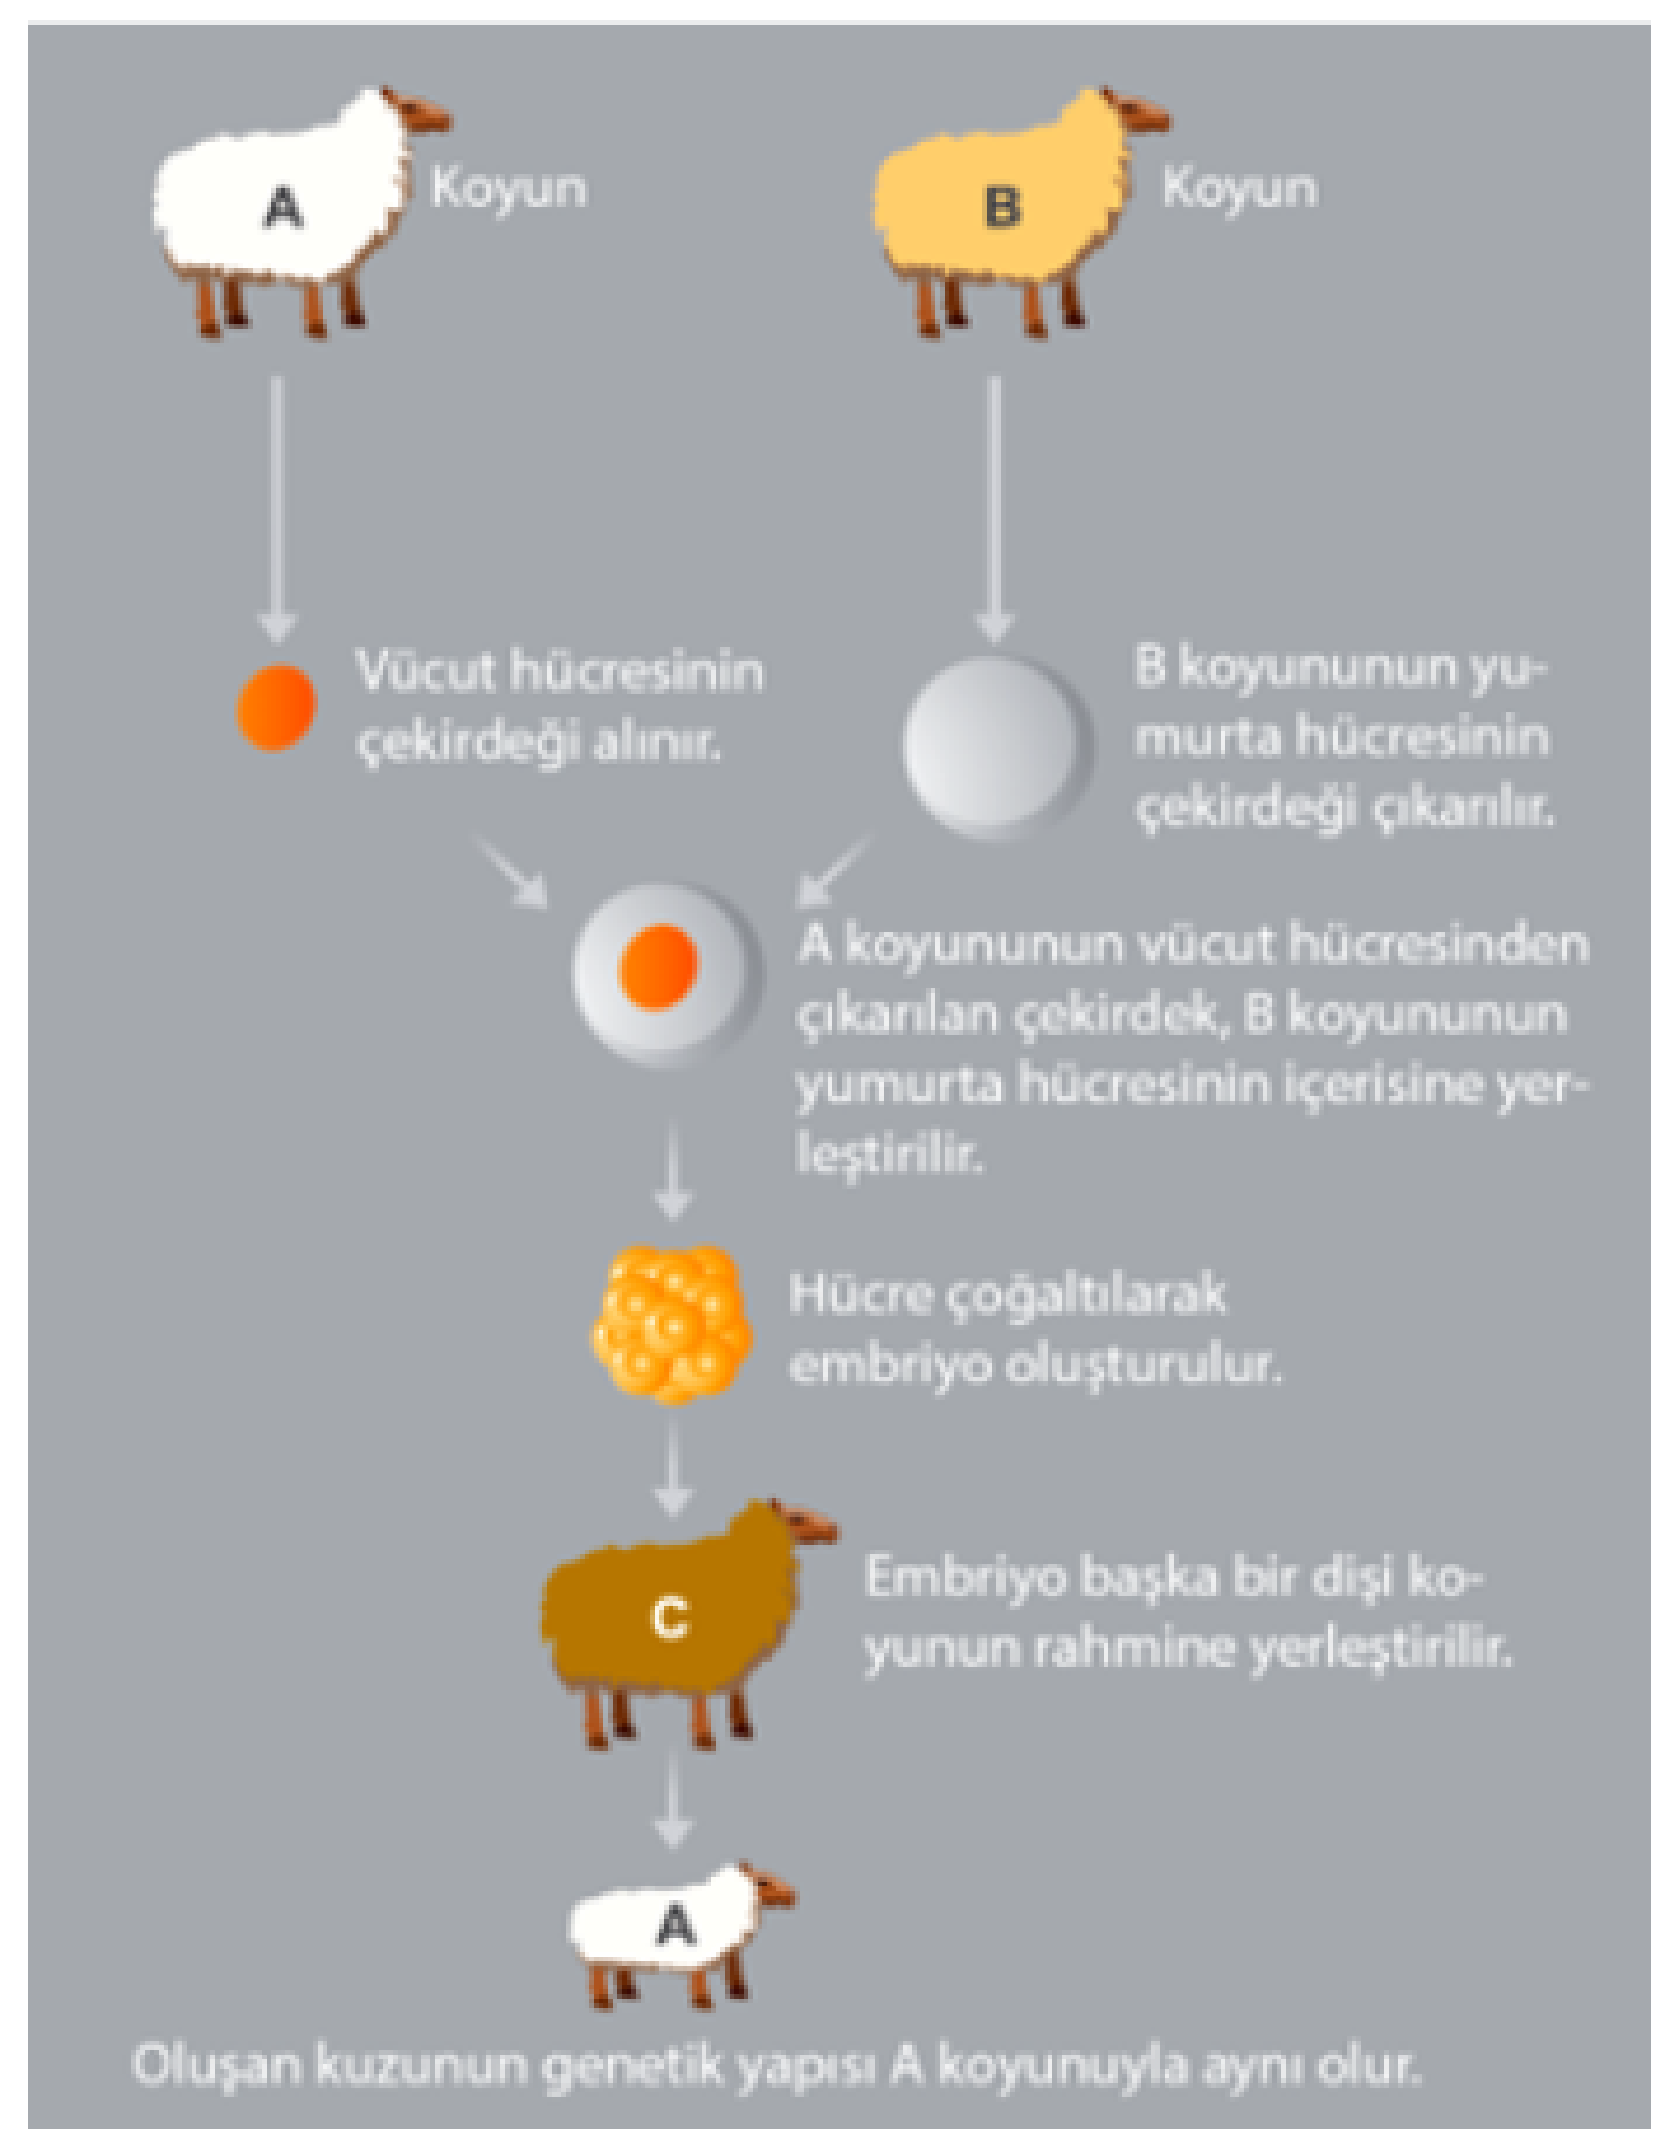 A
Koyun
B
Koyun
Vücut hücresinin
çekirdeği alınır.
B koyununun yu-
murta hücresinin
çekirdeği çıkarılır.
A koyununun vücut hücresinden
çıkarılan çekirdek, B koyununun
yumurta hücresinin içerisine yer-
leştirilir.
Hücre çoğaltılarak
embriyo oluşturulur.
C
Embriyo başka bir dişi ko-
yunun rahmine yerleştirilir.
A
Oluşan kuzunun genetik yapısı A koyunuyla aynı olur.